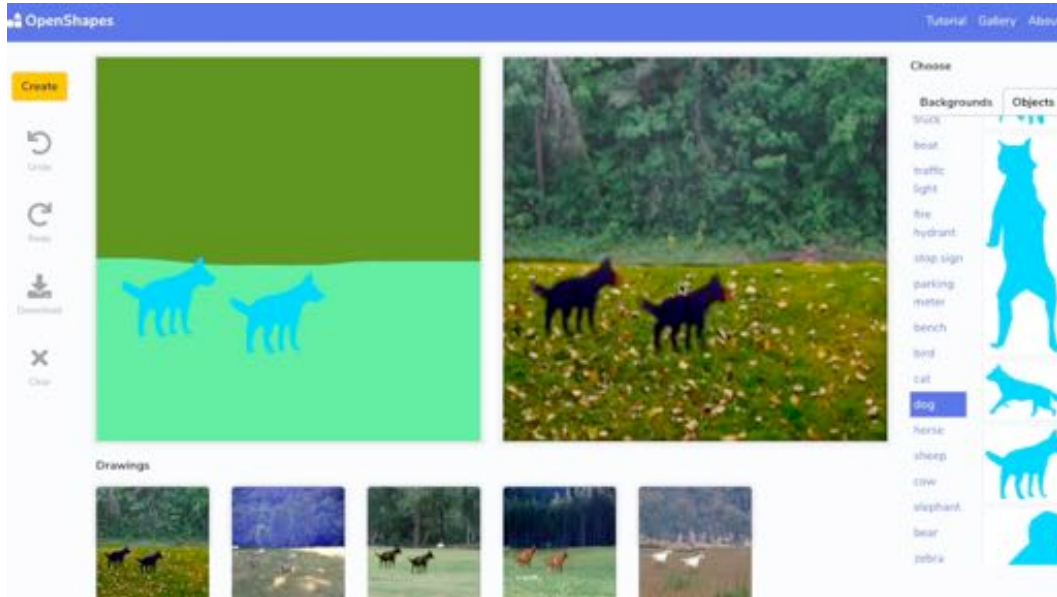 OpenShapes
Tutorial Gallery Abou
Create
Undo
Redo
Download
Clear
Choose
Backgrounds Objects
truck
boat
traffic
light
fire
hydrant
stop sign
parking
meter
bench
bird
cat
dog
horse
sheep
cow
elephant
bear
zebra
Drawings